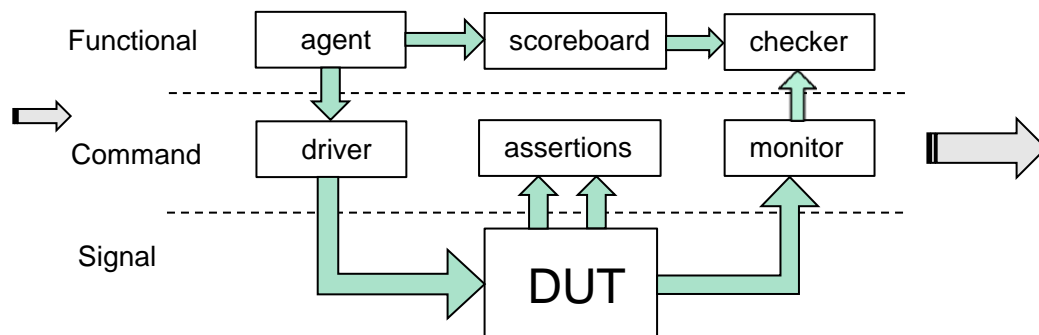 Functional agent scoreboard checker
Command driver assertions monitor
Signal DUT